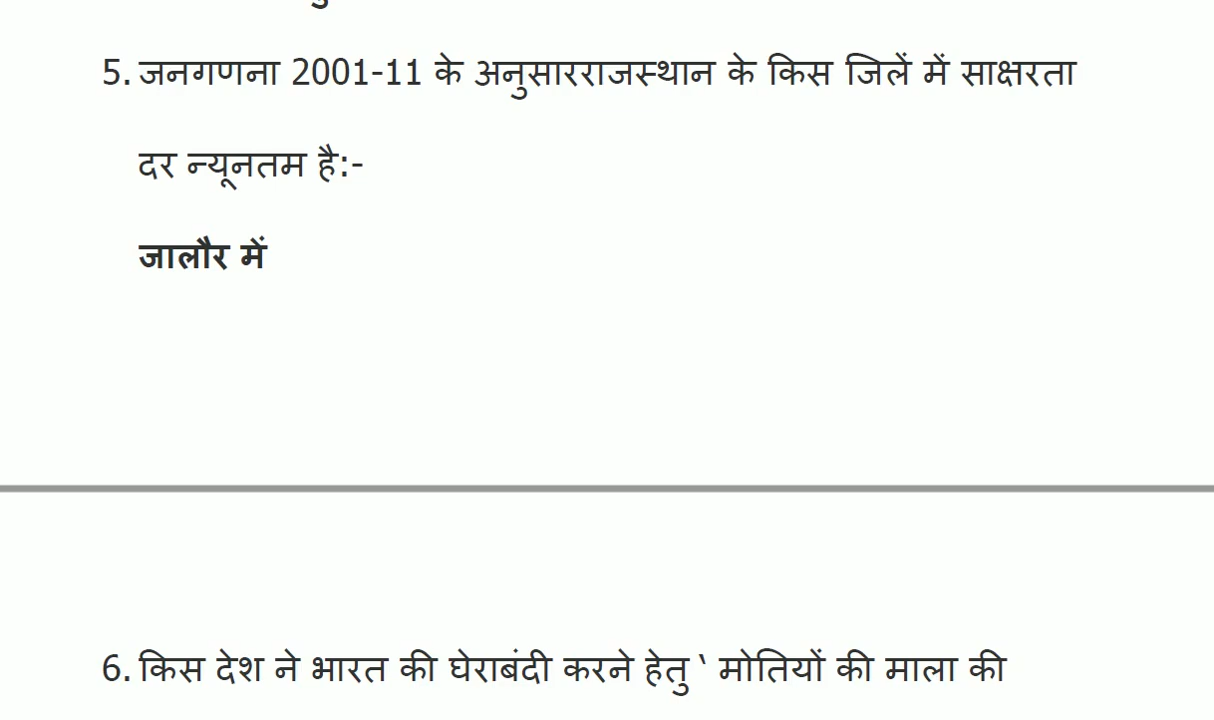 5. जनगणना 2001-11 के अनुसारराजस्थान के किस जिलें में साक्षरता
दर न्यूनतम है:-
जालौर में
6. किस देश ने भारत की घेराबंदी करने हेतु ‘ मोतियों की माला की